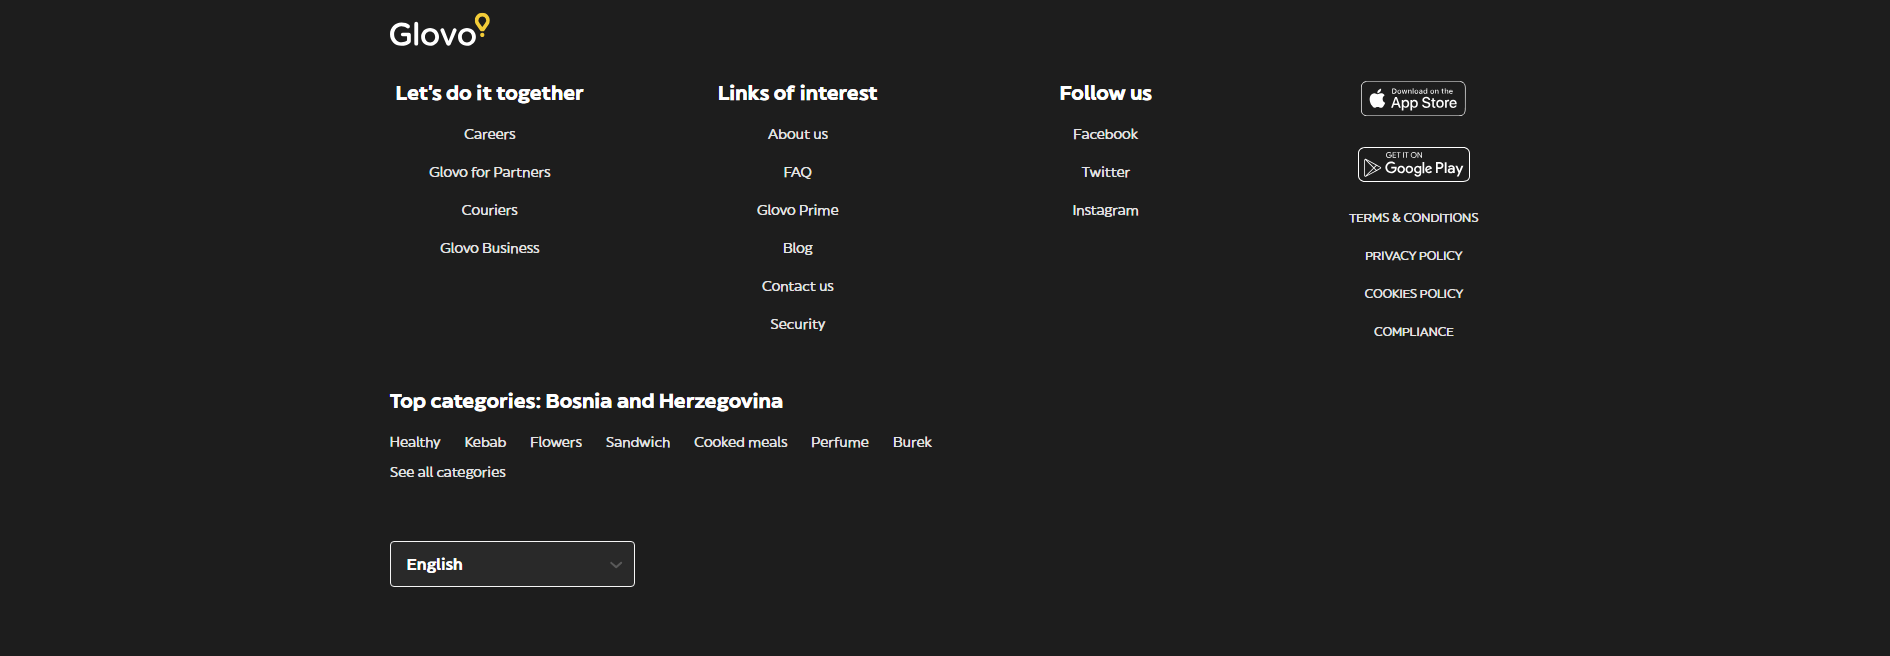 Glovo
Let's do it together
Careers
Glovo for Partners
Couriers
Glovo Business
Links of interest
About us
FAQ
Glovo Prime
Blog
Contact us
Security
Follow us
Facebook
Twitter
Instagram
Download on the
App Store
GET IT ON
Google Play
TERMS & CONDITIONS
PRIVACY POLICY
COOKIES POLICY
COMPLIANCE
Top categories: Bosnia and Herzegovina
Healthy Kebab Flowers Sandwich Cooked meals Perfume Burek
See all categories
English